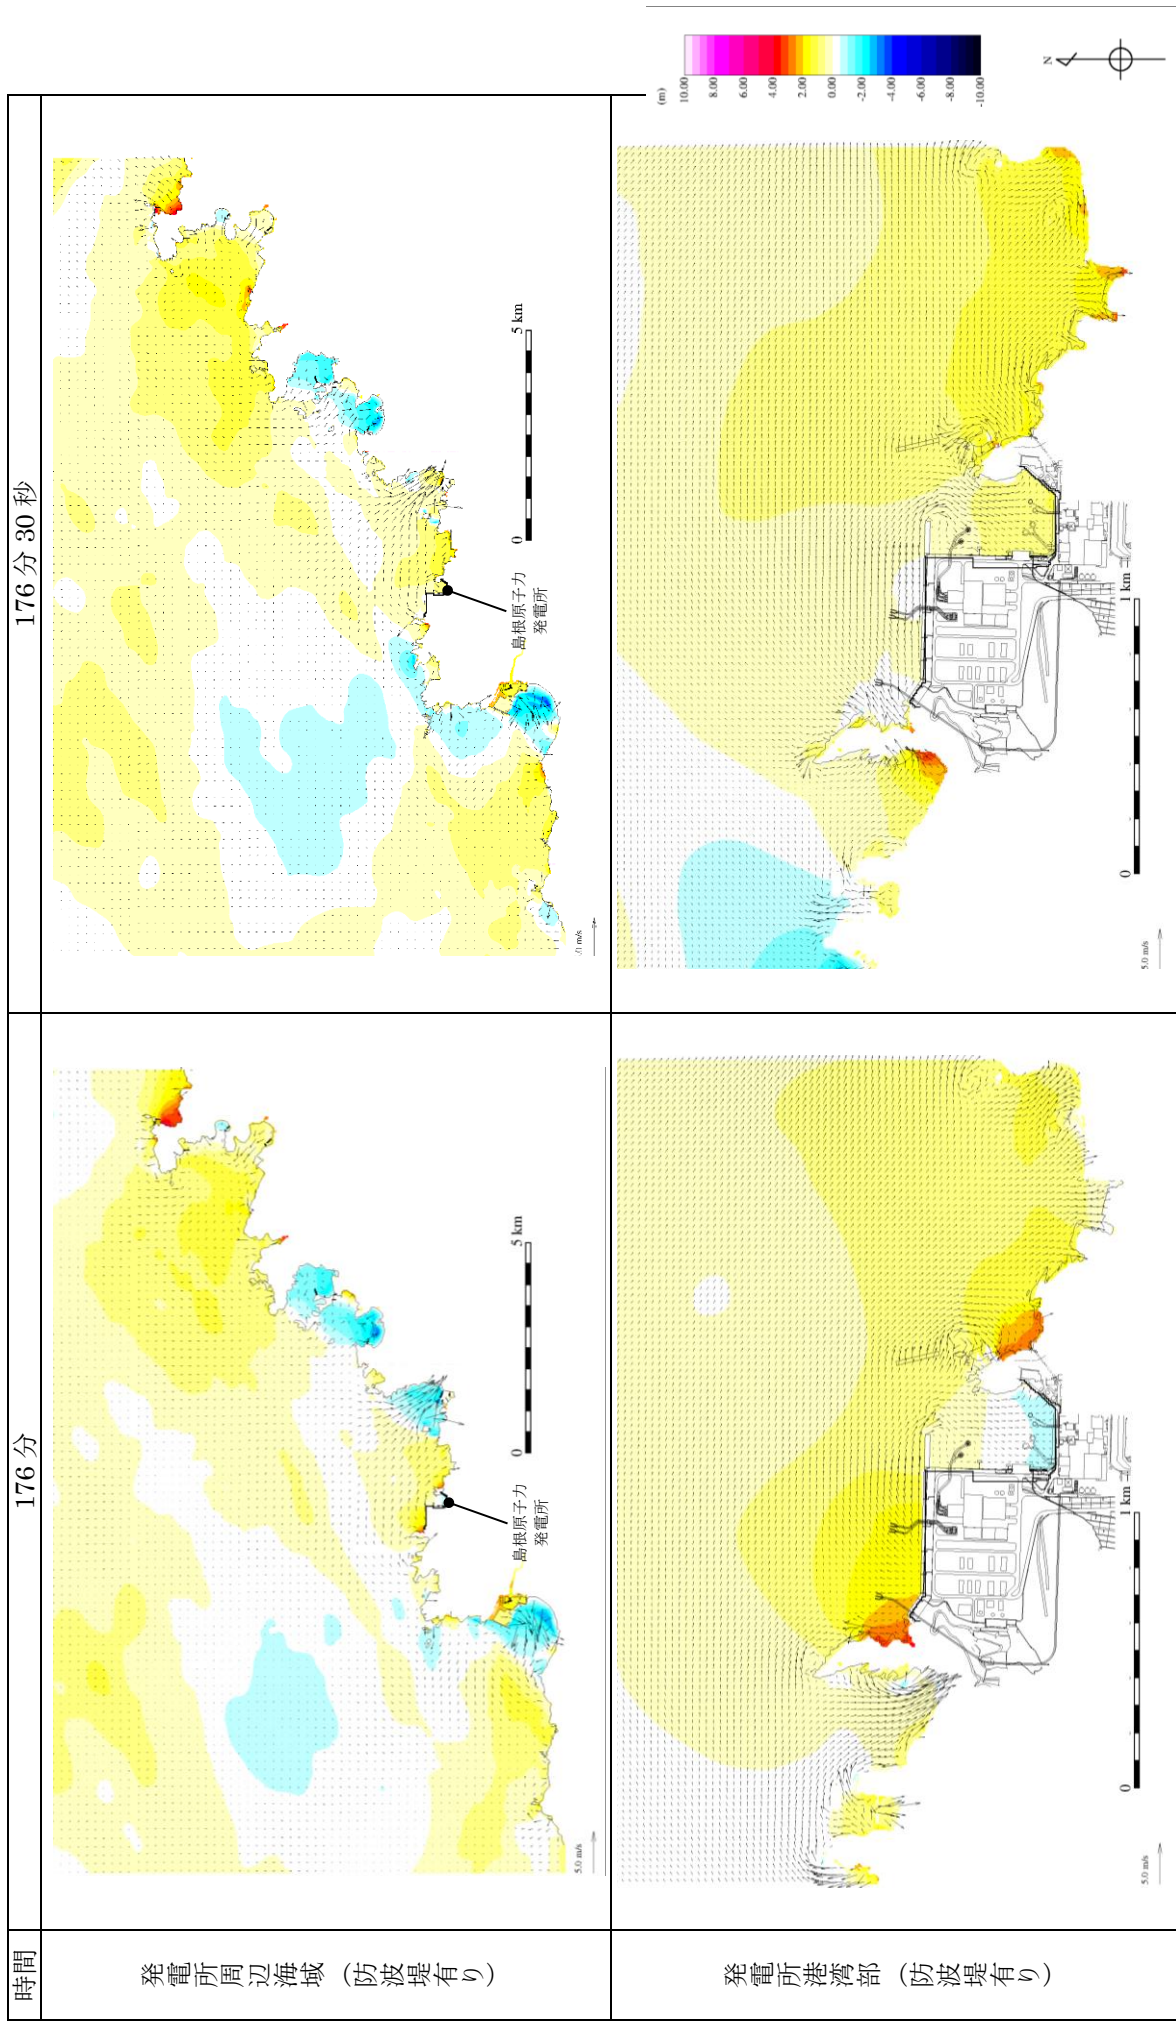 時間
176分
176分30秒
発電所周辺海域（防波堤有り）
島根原子力
発電所
0
5 km
5.0 m/s
島根原子力
発電所
0
5 km
.0 m/s
発電所港湾部（防波堤有り）
0
1 km
5.0 m/s
0
1 km
5.0 m/s
(m)
10.00
8.00
6.00
4.00
2.00
0.00
-2.00
-4.00
-6.00
-8.00
-10.00
N